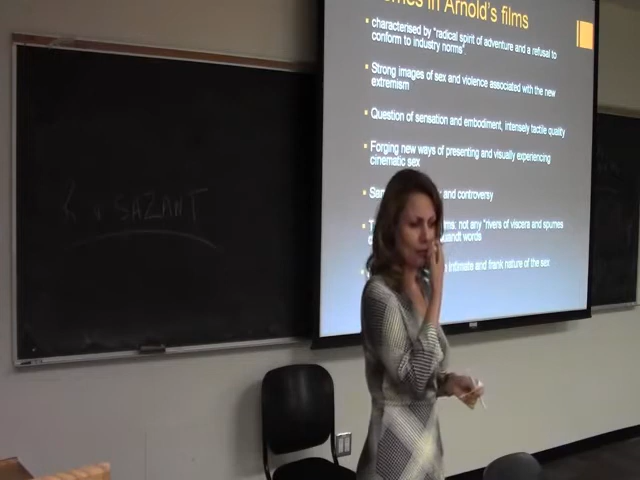 in Arnold's films
characterised by "radical spirit of adventure and a refusal to
conform to industry norms".
Strong images of sex and violence associated with the new
extremism
Question of sensation and embodiment, intensely tactile quality
Forging new ways of presenting and visually experiencing
cinematic sex
and controversy
not any "rivers of viscera and spumes
words
intimate and frank nature of the sex
SAZANT